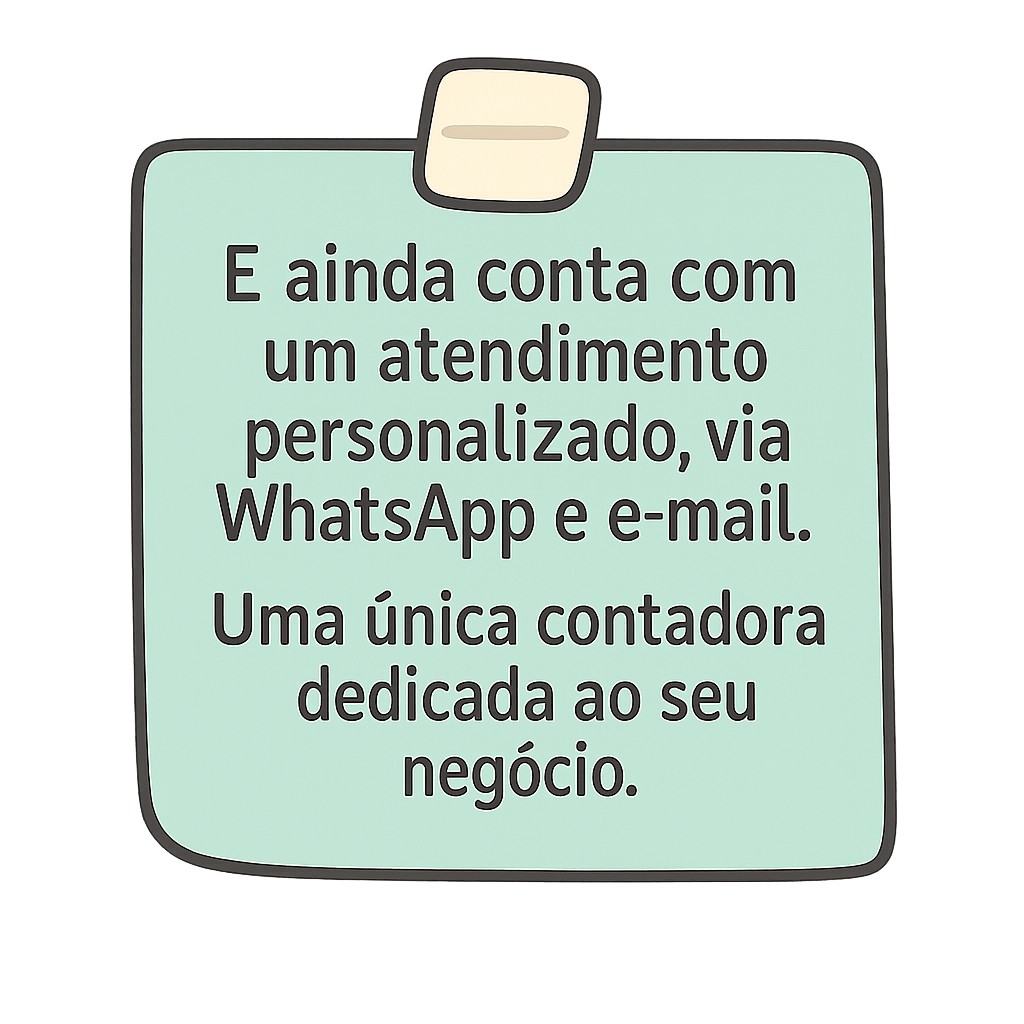 E ainda conta com
um atendimento
personalizado, via
WhatsApp e e-mail.
Uma única contadora
dedicada ao seu
negócio.